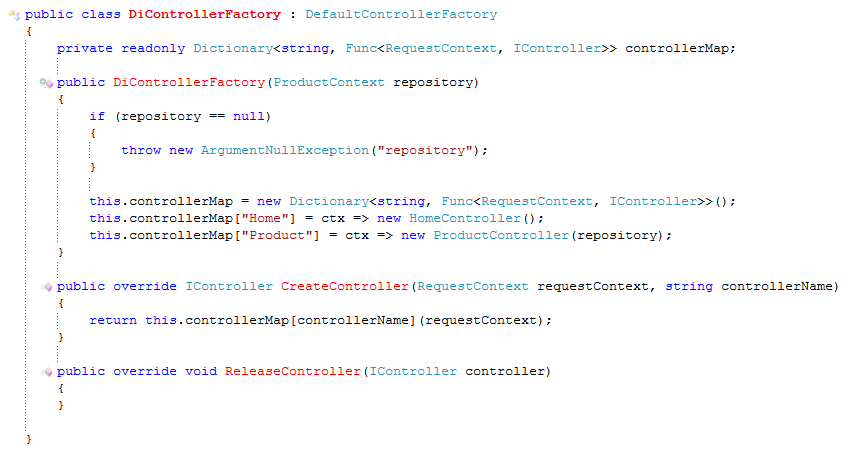 public class DiControllerFactory : DefaultControllerFactory
{
    private readonly Dictionary<string, Func<RequestContext, IController>> controllerMap;
    public DiControllerFactory(ProductContext repository)
    {
        if (repository == null)
        {
            throw new ArgumentNullException("repository");
        }
        this.controllerMap = new Dictionary<string, Func<RequestContext, IController>>();
        this.controllerMap["Home"] = ctx => new HomeController();
        this.controllerMap["Product"] = ctx => new ProductController(repository);
    }
    public override IController CreateController(RequestContext requestContext, string controllerName)
    {
        return this.controllerMap[controllerName](requestContext);
    }
    public override void ReleaseController(IController controller)
    {
    }
}